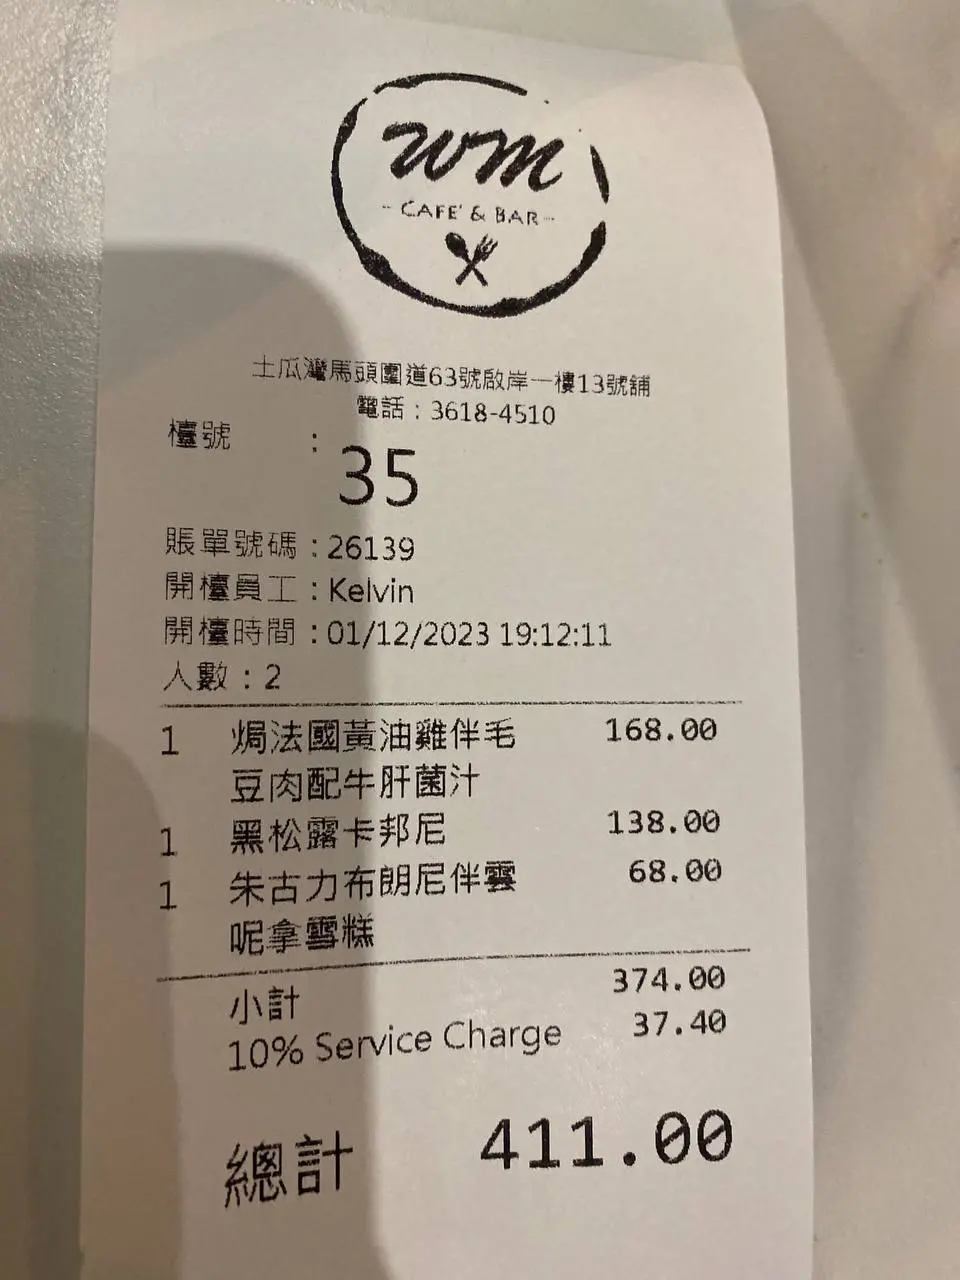 wm
- CAFE' & BAR -
土瓜灣馬頭圍道63號啟岸一樓13號舖
電話：3618-4510
檯號 :
35
賬單號碼 : 26139
開檯員工 : Kelvin
開檯時間 : 01/12/2023 19:12:11
人數 : 2
1 焗法國黃油雞伴毛 168.00
豆肉配牛肝菌汁
1 黑松露卡邦尼 138.00
1 朱古力布朗尼伴雲 68.00
呢拿雪糕
小計 374.00
10% Service Charge 37.40
總計 411.00